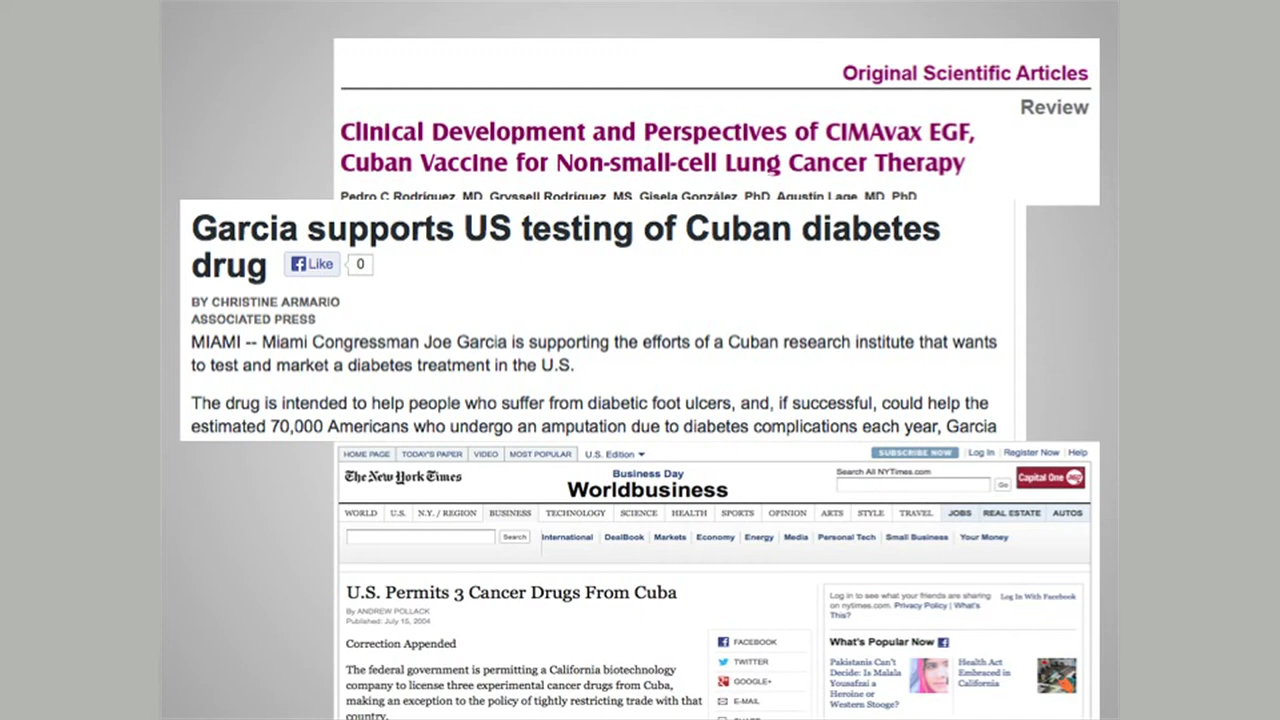 Original Scientific Articles
Review
Clinical Development and Perspectives of CIMAvax EGF,
Cuban Vaccine for Non-small-cell Lung Cancer Therapy
Pedro C Rodríguez, MD, Gryssell Rodríguez, MS, Gisela González, PhD, Agustín Lage, MD, PhD
Garcia supports US testing of Cuban diabetes
drug Like 0
BY CHRISTINE ARMARIO
ASSOCIATED PRESS
MIAMI -- Miami Congressman Joe Garcia is supporting the efforts of a Cuban research institute that wants
to test and market a diabetes treatment in the U.S.
The drug is intended to help people who suffer from diabetic foot ulcers, and, if successful, could help the
estimated 70,000 Americans who undergo an amputation due to diabetes complications each year, Garcia
HOME PAGE TODAY'S PAPER VIDEO MOST POPULAR U.S. Edition
SUBSCRIBE NOW Log In Register Now Help
The New York Times
Business Day
Worldbusiness
Search All NYTimes.com
Go
Capital One 360
WORLD U.S. N.Y. / REGION BUSINESS TECHNOLOGY SCIENCE HEALTH SPORTS OPINION ARTS STYLE TRAVEL JOBS REAL ESTATE AUTOS
Search International DealBook Markets Economy Energy Media Personal Tech Small Business Your Money
U.S. Permits 3 Cancer Drugs From Cuba
By ANDREW POLLACK
Published: July 15, 2004
Correction Appended
The federal government is permitting a California biotechnology
company to license three experimental cancer drugs from Cuba,
making an exception to the policy of tightly restricting trade with that
country.
FACEBOOK
TWITTER
GOOGLE+
E-MAIL
SHARE
Log in to see what your friends are sharing
on nytimes.com. Privacy Policy | What's
This?
Log In With Facebook
What's Popular Now
Pakistanis Can't
Decide: Is Malala
Yousafzai a
Heroine or
Western Stooge?
Health Act
Embraced in
California